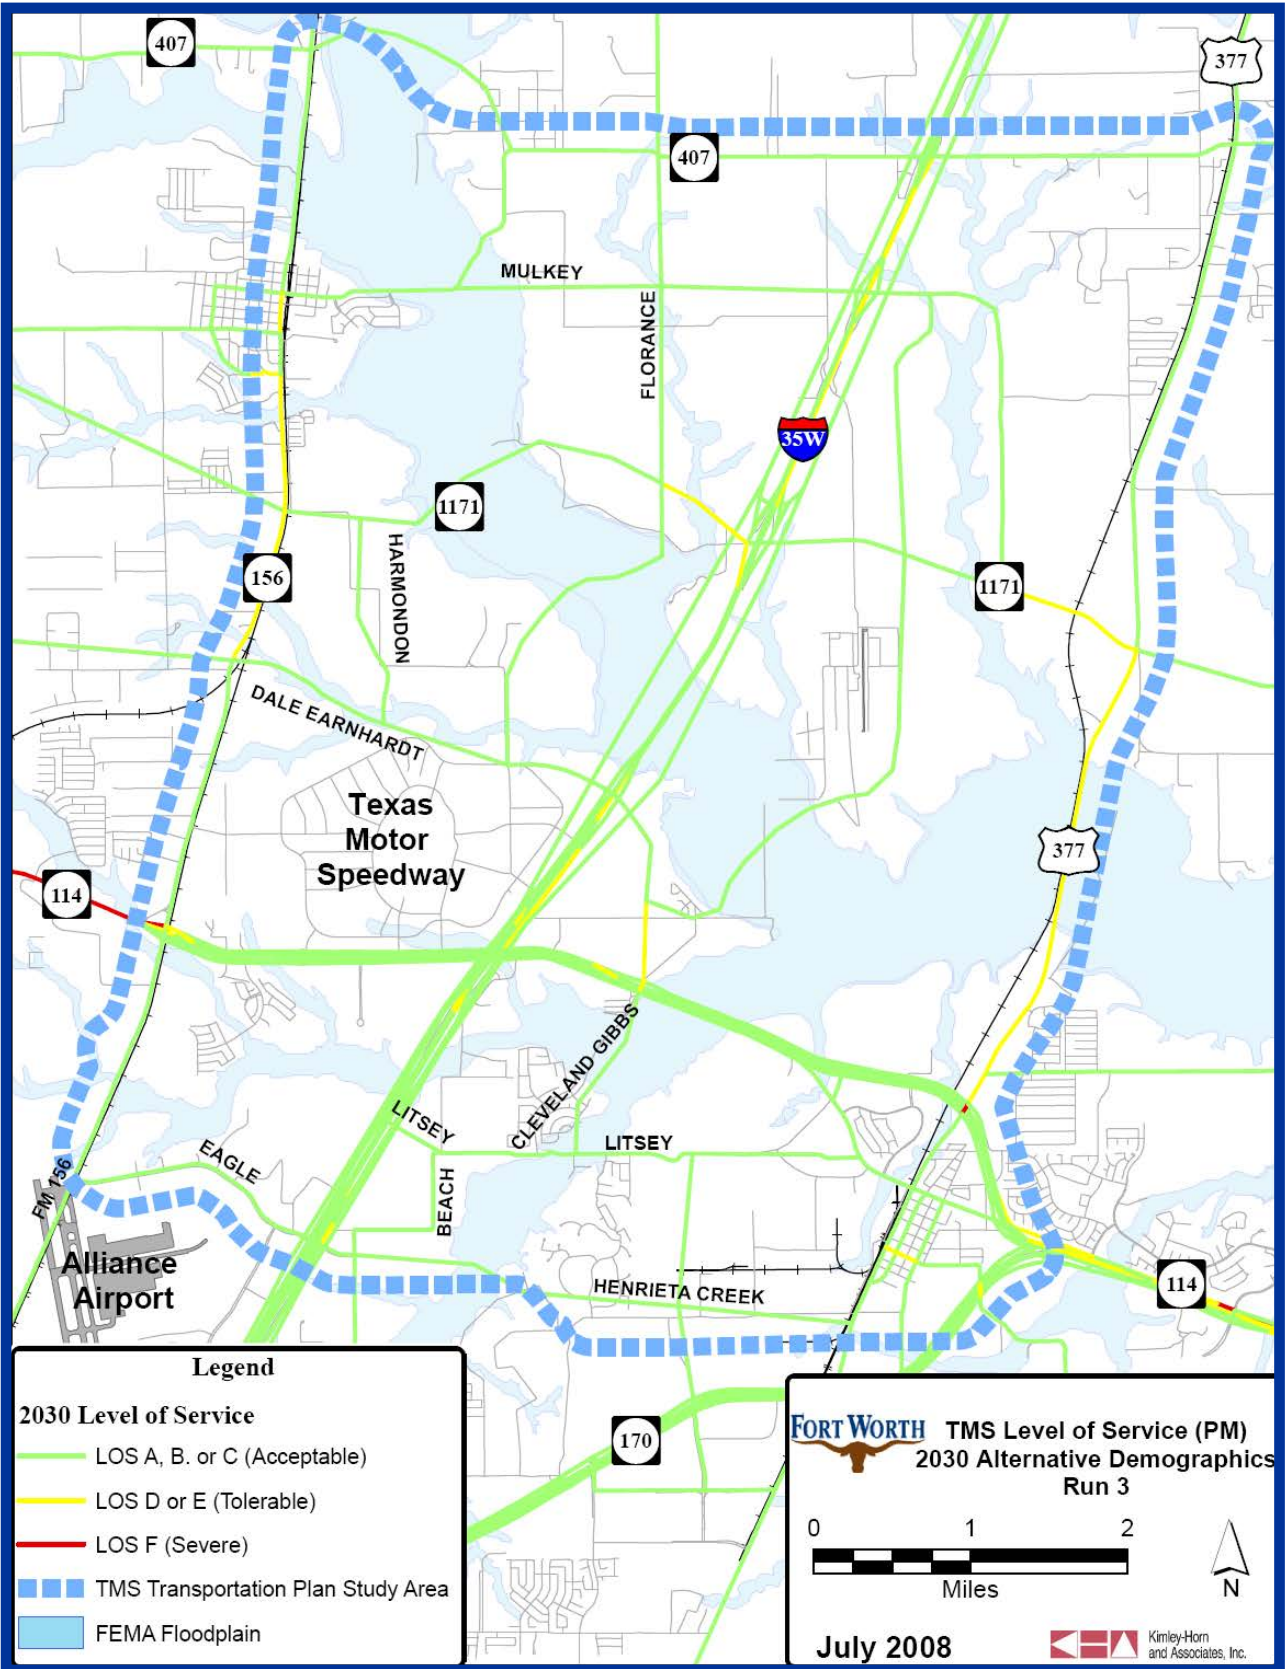 407
377
407
MULKEY
FLORANCE
35W
1171
HARMONDON
156
1171
DALE EARNHARDT
Texas
Motor
Speedway
377
114
CLEVELAND GIBBS
LITSEY
LITSEY
EAGLE
BEACH
FM 156
Alliance
Airport
HENRIETA CREEK
114
170
Legend
2030 Level of Service
LOS A, B. or C (Acceptable)
LOS D or E (Tolerable)
LOS F (Severe)
TMS Transportation Plan Study Area
FEMA Floodplain
FORT WORTH
TMS Level of Service (PM)
2030 Alternative Demographics
Run 3
0 1 2
Miles
N
July 2008
Kimley-Horn
and Associates, Inc.